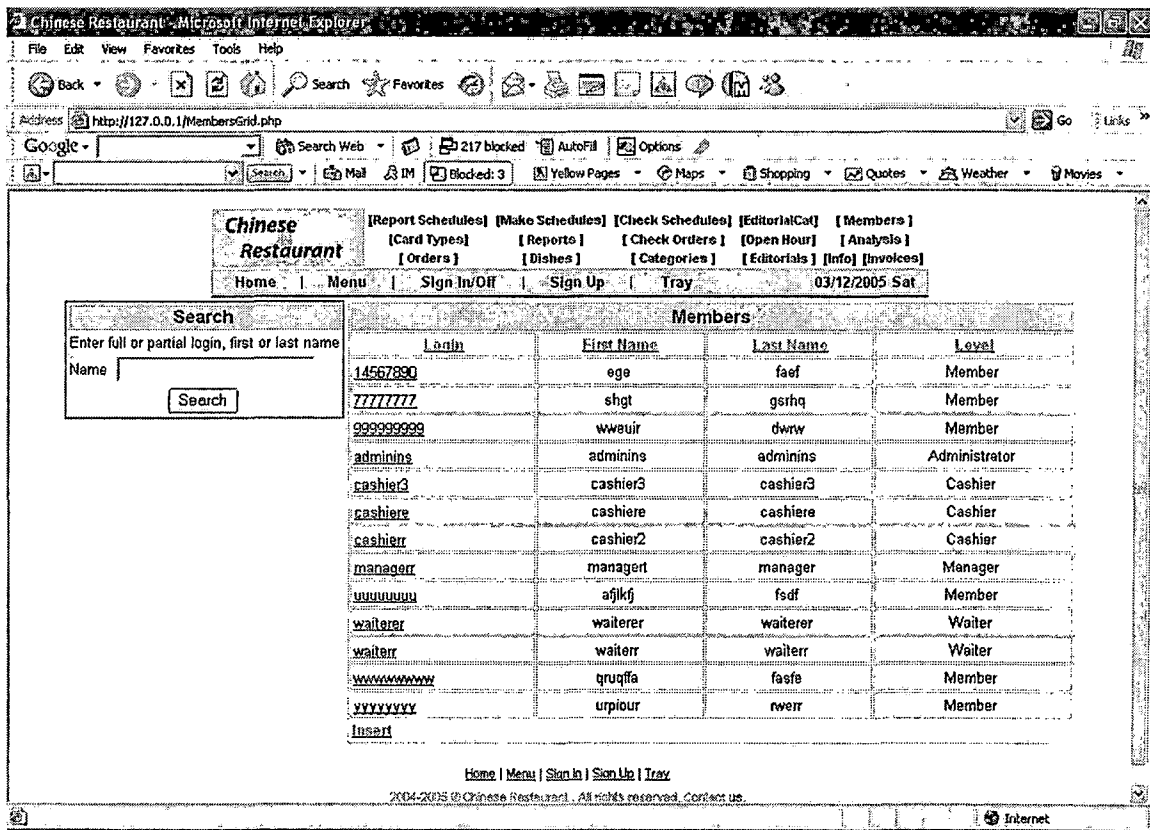 Chinese Restaurant - Microsoft Internet Explorer
File Edit View Favorites Tools Help
Back Search Favorites
Address http://127.0.0.1/MembersGrid.php Go Links »
Google Search Web 217 blocked AutoFill Options
Search Mail IM Blocked: 3 Yellow Pages Maps Shopping Quotes Weather Movies
Chinese Restaurant
[Report Schedules] [Make Schedules] [Check Schedules] [EditorialCat] [ Members ]
[Card Types] [ Reports ] [ Check Orders ] [Open Hour] [ Analysis ]
[ Orders ] [ Dishes ] [ Categories ] [ Editorials ] [Info] [Invoices]
Home | Menu | Sign In/Off | Sign Up | Tray 03/12/2005 Sat
Search
Enter full or partial login, first or last name
Name
Search
Members
Login First Name Last Name Level
14567890 ege faef Member
77777777 shgt gsrhq Member
999999999 wweuir dwrw Member
adminins adminins adminins Administrator
cashier3 cashier3 cashier3 Cashier
cashiere cashiere cashiere Cashier
cashierr cashier2 cashier2 Cashier
managerr managert manager Manager
uuuuuuuu afjlkfj fsdf Member
waiterer waiterer waiterer Waiter
waiterr waiterr waiterr Waiter
wwwwwwwww qruqffa fasfe Member
yyyyyyyy urpiour rwerr Member
Insert
Home | Menu | Sign In | Sign Up | Tray
2004-2005 © Chinese Restaurant . All rights reserved. Contact us.
Internet